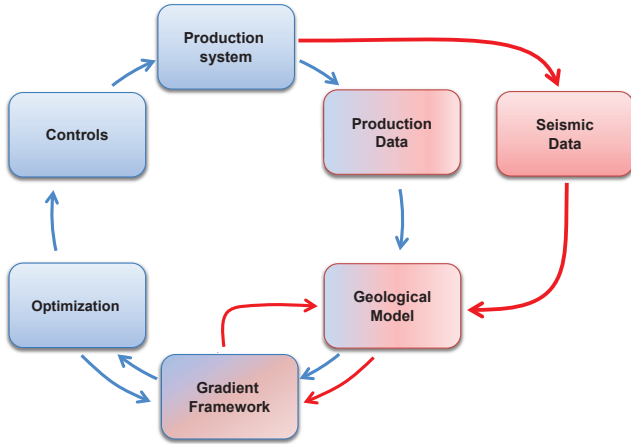 Production
system
Controls
Production
Data
Seismic
Data
Optimization
Geological
Model
Gradient
Framework